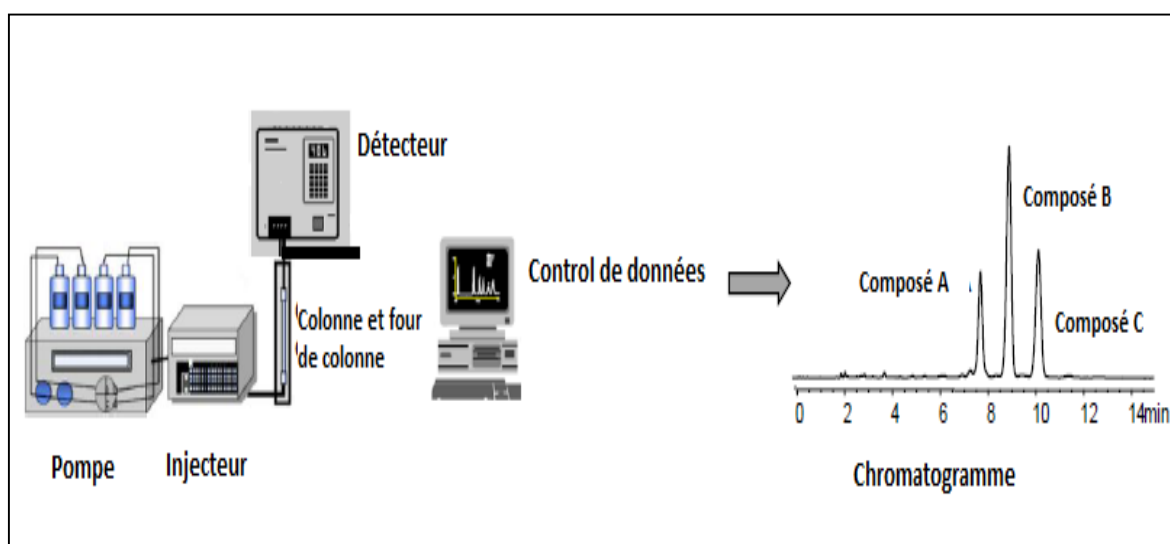 Détecteur
Pompe
Injecteur
Colonne et four
de colonne
Control de données
Composé A
Composé B
Composé C
0 2 4 6 8 10 12 14min
Chromatogramme